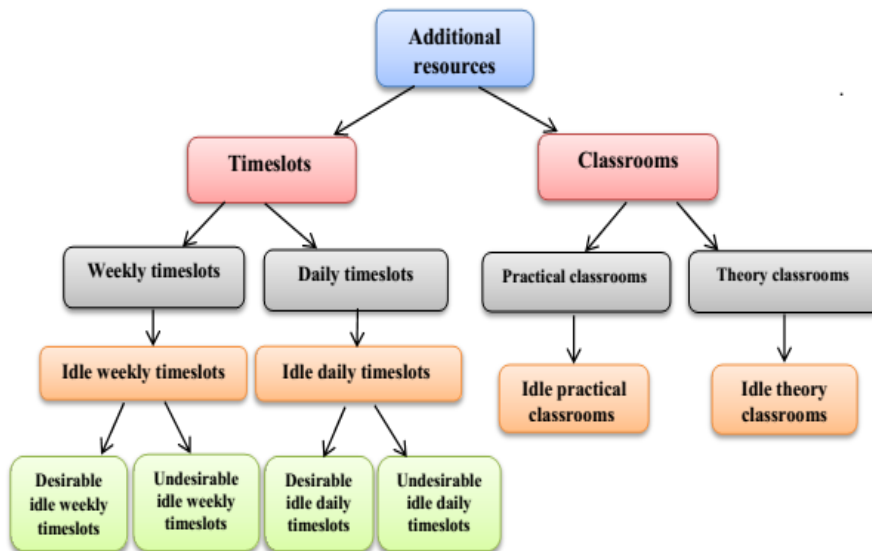 Additional
resources
Timeslots
Classrooms
Weekly timeslots
Daily timeslots
Practical classrooms
Theory classrooms
Idle weekly timeslots
Idle daily timeslots
Idle practical
classrooms
Idle theory
classrooms
Desirable
idle weekly
timeslots
Undesirable
idle weekly
timeslots
Desirable
idle daily
timeslots
Undesirable
idle daily
timeslots